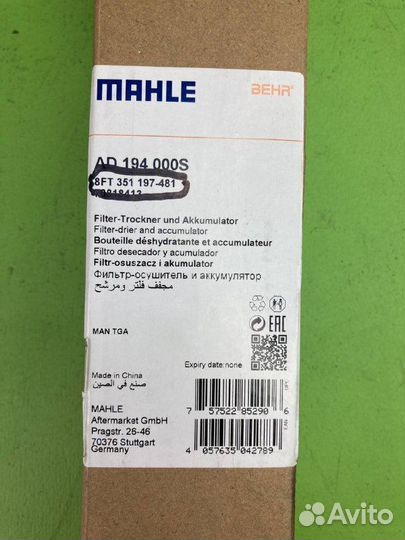 MAHLE
BEHR®
AD 194 000S
8FT 351 197-481
Filter-Trockner und Akkumulator
Filter-drier and accumulator
Bouteille déshydratante et accumulateur
Filtro desecador y acumulador
Filtr-osuszacz i akumulator
Фильтр-осушитель и аккумулятор
مجفف فلتر ومرشح
MAN TGA
EAC
Expiry date:none
Made in China
صنع في الصين
MAHLE
Aftermarket GmbH
Pragstr. 26-46
70376 Stuttgart
Germany
7 57522 85290 6
UPC
4 057635 042789
EAN
Avito